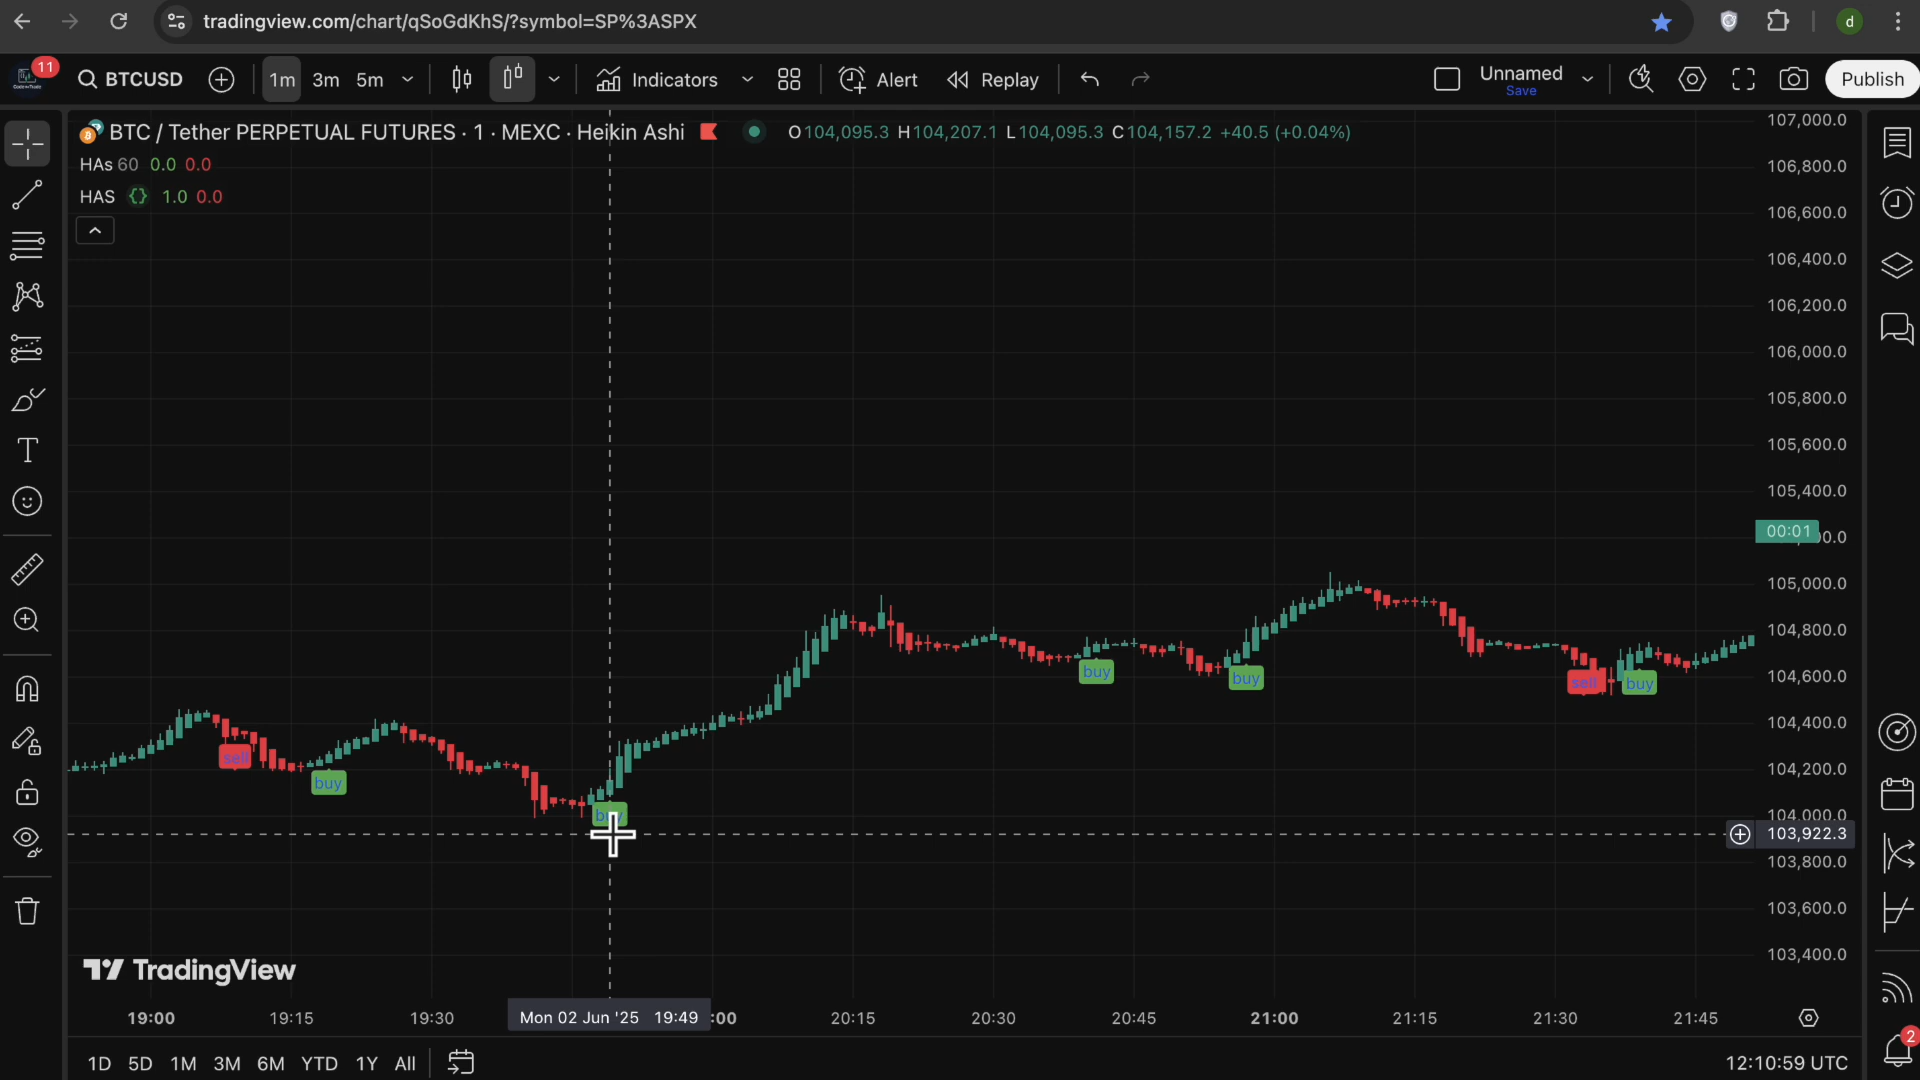 tradingview.com/chart/qSoGdKhS/?symbol=SP%3ASPX
d
11
BTCUSD
1m 3m 5m
Indicators
Alert
Replay
Unnamed
Save
Publish
BTC / Tether PERPETUAL FUTURES · 1 · MEXC · Heikin Ashi
O104,095.3 H104,207.1 L104,095.3 C104,157.2 +40.5 (+0.04%)
HAs 60 0.0 0.0
HAS {} 1.0 0.0
107,000.0
106,800.0
106,600.0
106,400.0
106,200.0
106,000.0
105,800.0
105,600.0
105,400.0
00:01
105,000.0
104,800.0
104,600.0
104,400.0
104,200.0
104,000.0
103,922.3
103,800.0
103,600.0
103,400.0
sell
buy
buy
buy
buy
sell
buy
TradingView
19:00 19:15 19:30 Mon 02 Jun '25 19:49 :00 20:15 20:30 20:45 21:00 21:15 21:30 21:45
2
1D 5D 1M 3M 6M YTD 1Y All
12:10:59 UTC